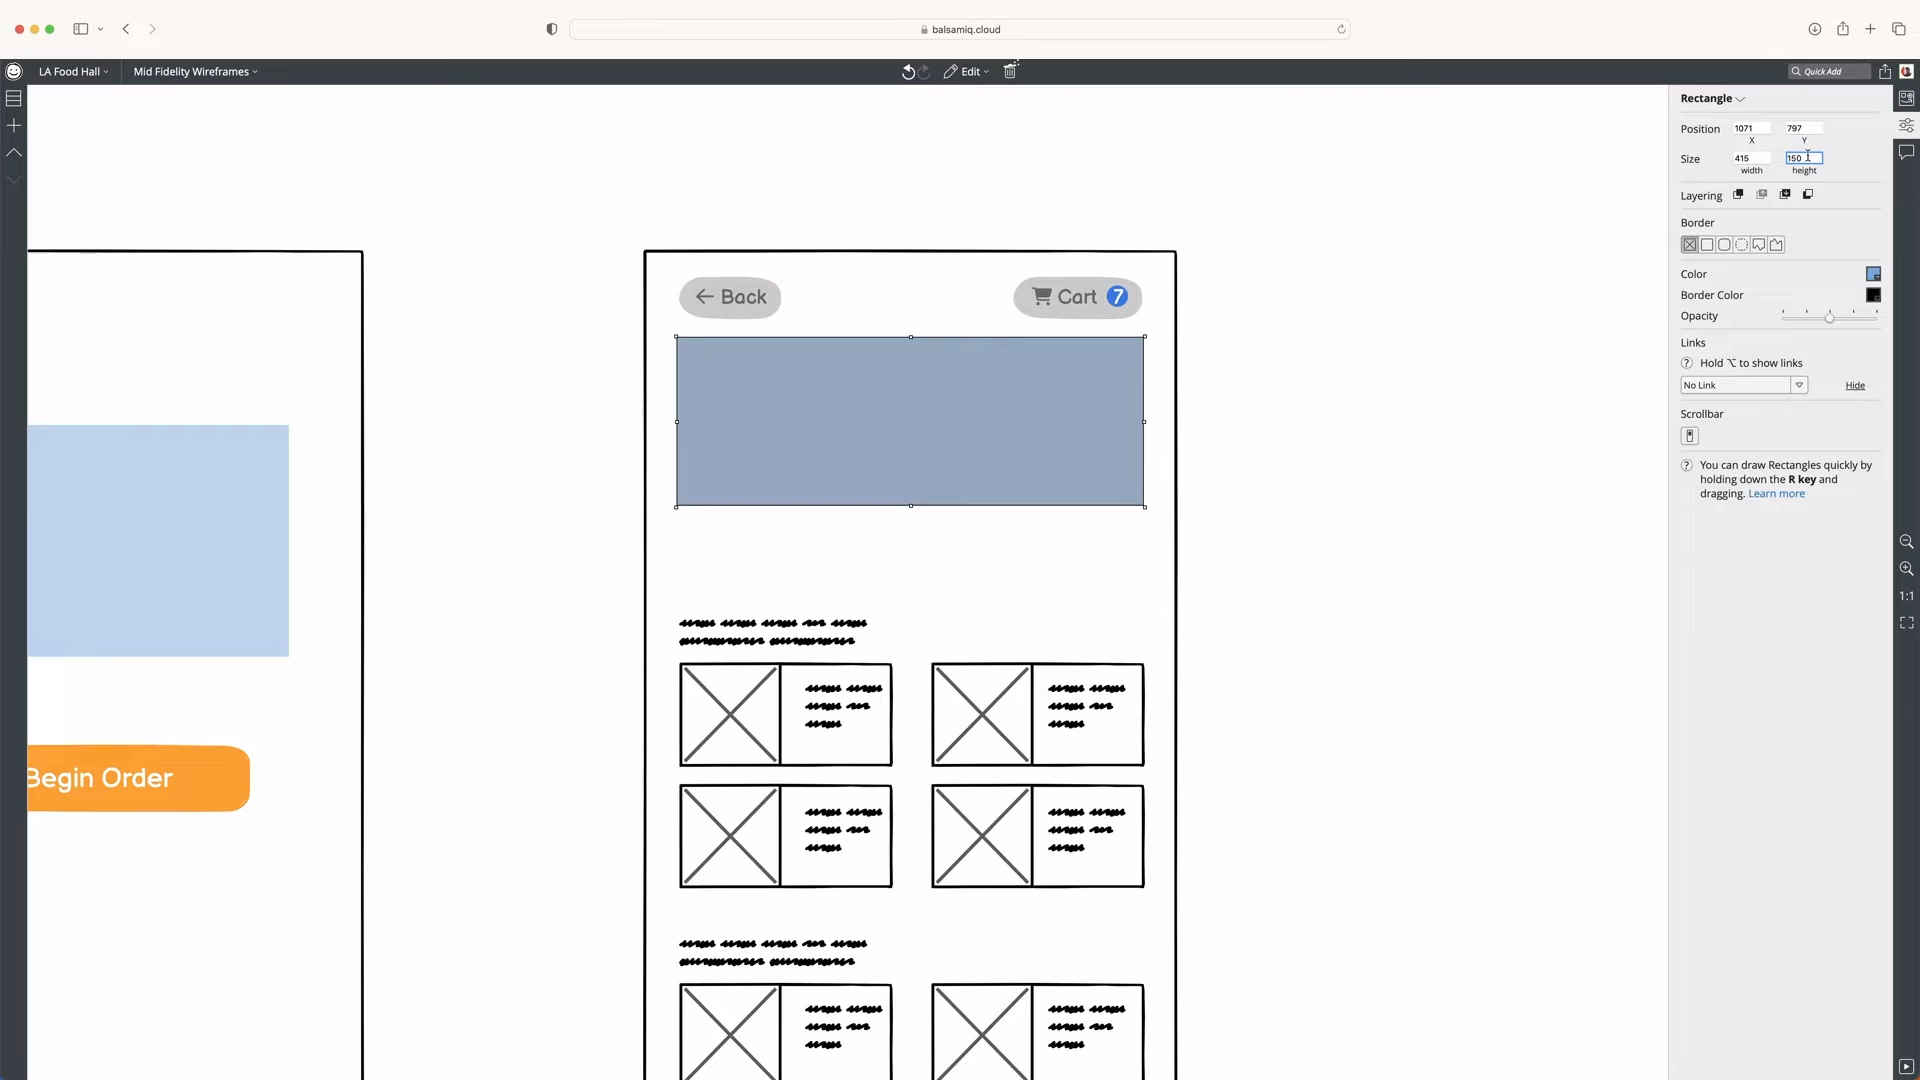 balsamiq.cloud
LA Food Hall
Mid Fidelity Wireframes
Edit
Quick Add
Rectangle
Position
1071
797
X
Y
Size
415
150
width
height
Layering
Border
Color
Border Color
Opacity
Links
? Hold ⌥ to show links
No Link
Hide
Scrollbar
? You can draw Rectangles quickly by
holding down the R key and
dragging. Learn more
1:1
← Back
Cart 7
Begin Order